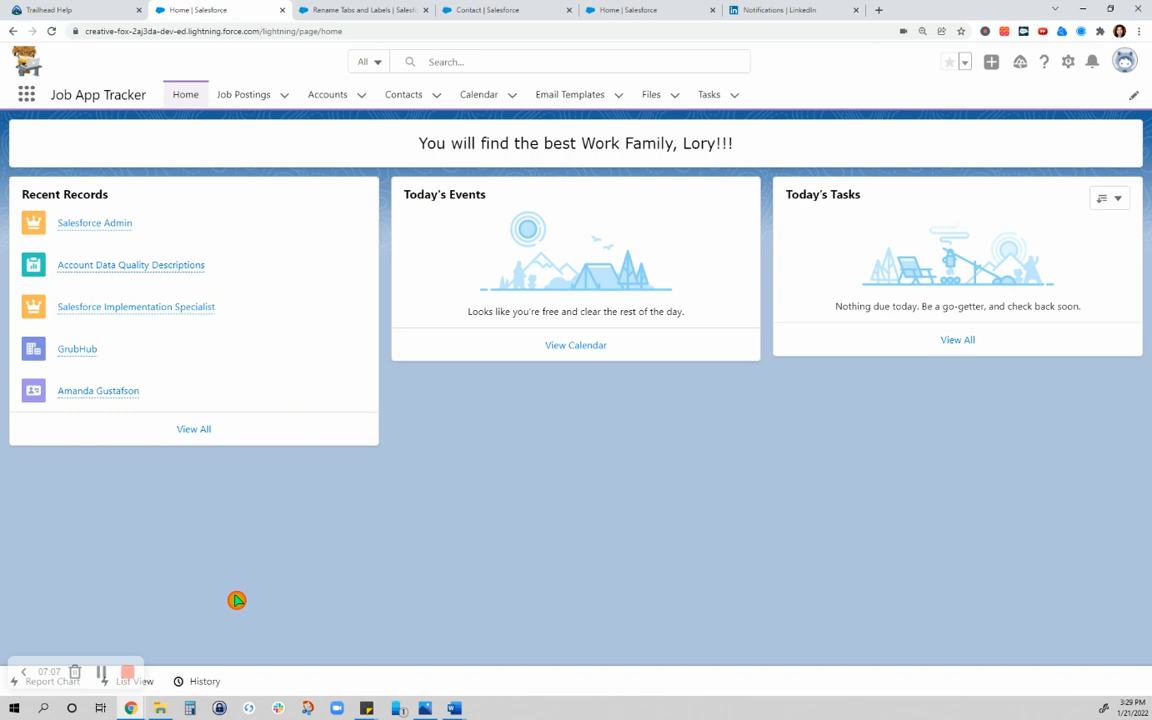 Trailhead Help
Home | Salesforce
Rename Tabs and Labels | Salesf
Contact | Salesforce
Home | Salesforce
Notifications | LinkedIn
creative-fox-2aj3da-dev-ed.lightning.force.com/lightning/page/home
All
Search...
Job App Tracker
Home
Job Postings
Accounts
Contacts
Calendar
Email Templates
Files
Tasks
You will find the best Work Family, Lory!!!
Recent Records
Salesforce Admin
Account Data Quality Descriptions
Salesforce Implementation Specialist
GrubHub
Amanda Gustafson
View All
Today's Events
Looks like you're free and clear the rest of the day.
View Calendar
Today's Tasks
Nothing due today. Be a go-getter, and check back soon.
View All
07:07
Report Chart
List View
History
3:29 PM
1/21/2022